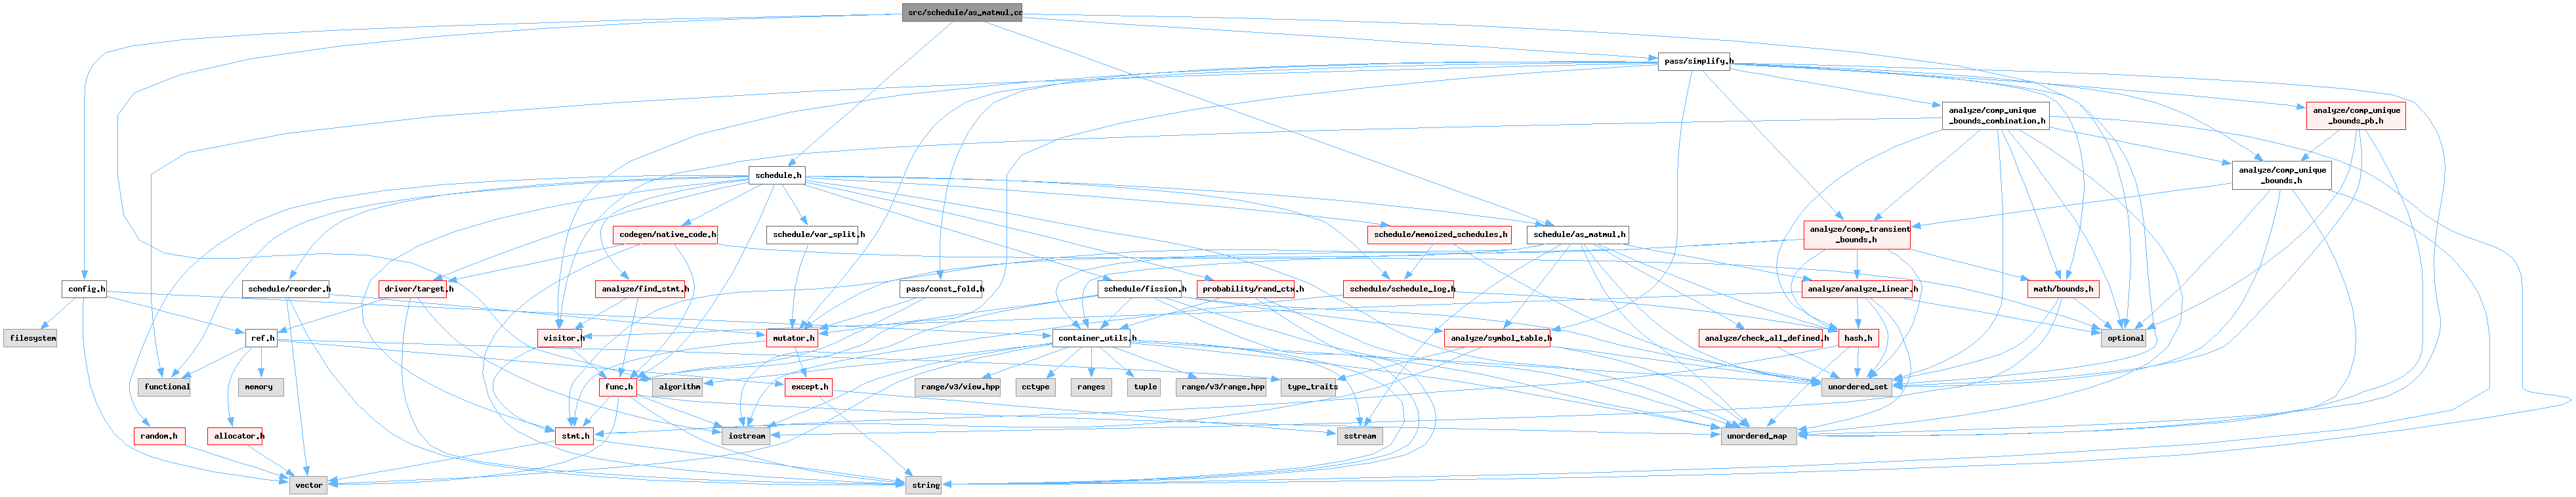 src/schedule/as_matmul.cc
pass/simplify.h
analyze/comp_unique
_bounds_combination.h
analyze/comp_unique
_bounds_pb.h
schedule.h
analyze/comp_unique
_bounds.h
codegen/native_code.h
schedule/var_split.h
schedule/memoized_schedules.h
schedule/as_matmul.h
analyze/comp_transient
_bounds.h
config.h
schedule/reorder.h
driver/target.h
analyze/find_stmt.h
schedule/schedule_log.h
pass/const_fold.h
schedule/fission.h
probability/rand_ctx.h
analyze/analyze_linear.h
math/bounds.h
filesystem
ref.h
visitor.h
mutator.h
container_utils.h
analyze/symbol_table.h
analyze/check_all_defined.h
hash.h
optional
functional
memory
func.h
algorithm
except.h
range/v3/view.hpp
cctype
ranges
tuple
range/v3/range.hpp
type_traits
unordered_set
random.h
allocator.h
stmt.h
iostream
sstream
unordered_map
vector
string